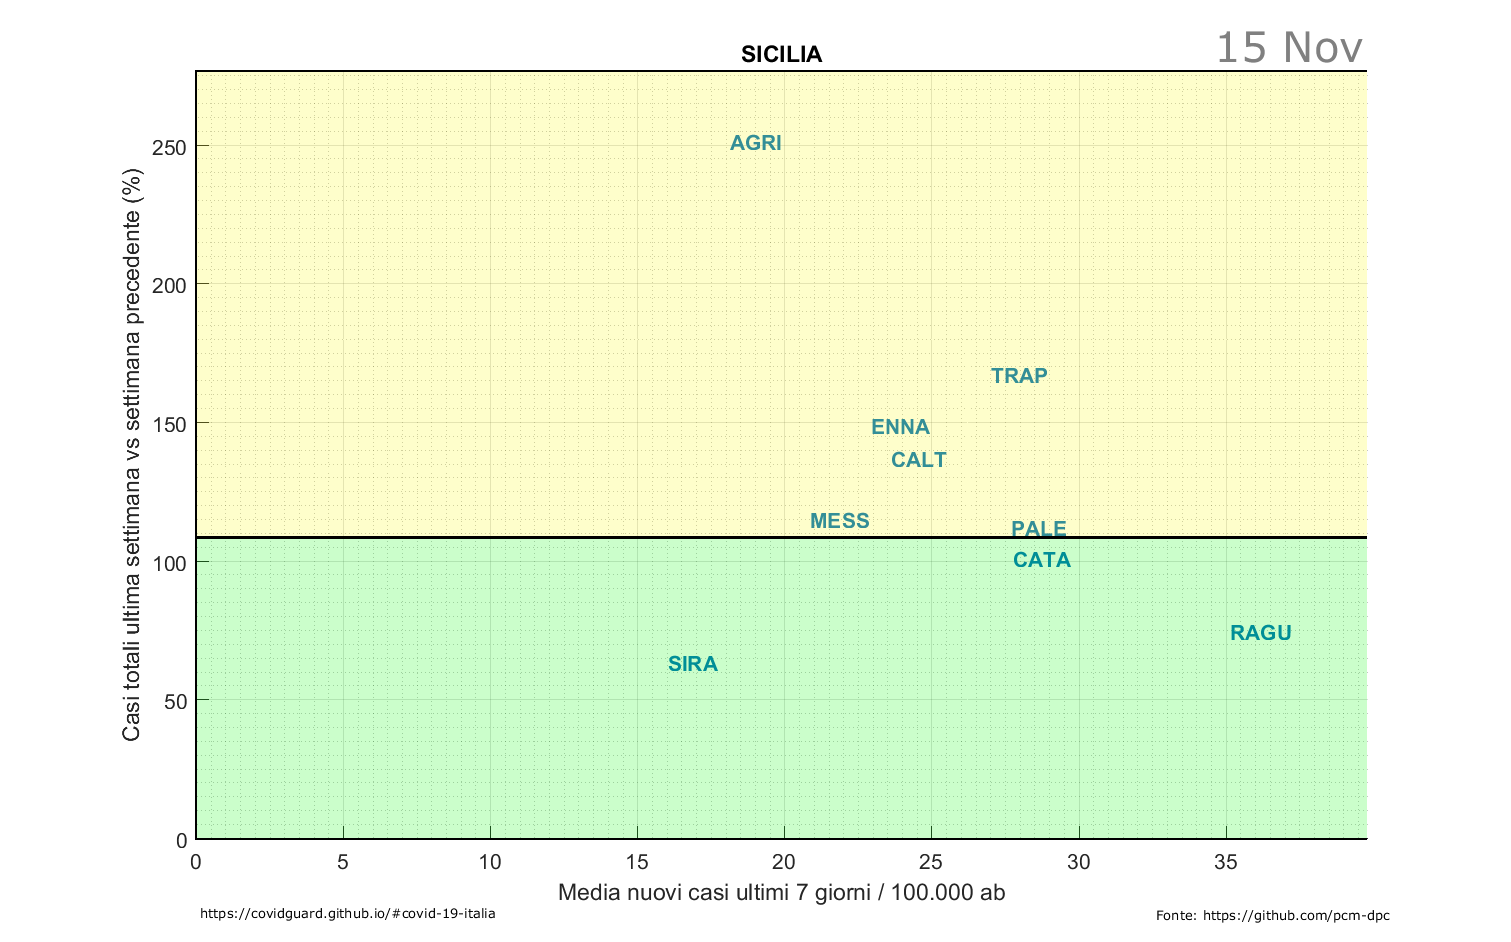 15 Nov
SICILIA
Casi totali ultima settimana vs settimana precedente (%)
250
200
150
100
50
0
AGRI
TRAP
ENNA
CALT
MESS
PALE
CATA
RAGU
SIRA
0 5 10 15 20 25 30 35
Media nuovi casi ultimi 7 giorni / 100.000 ab
https://covidguard.github.io/#covid-19-italia
Fonte: https://github.com/pcm-dpc